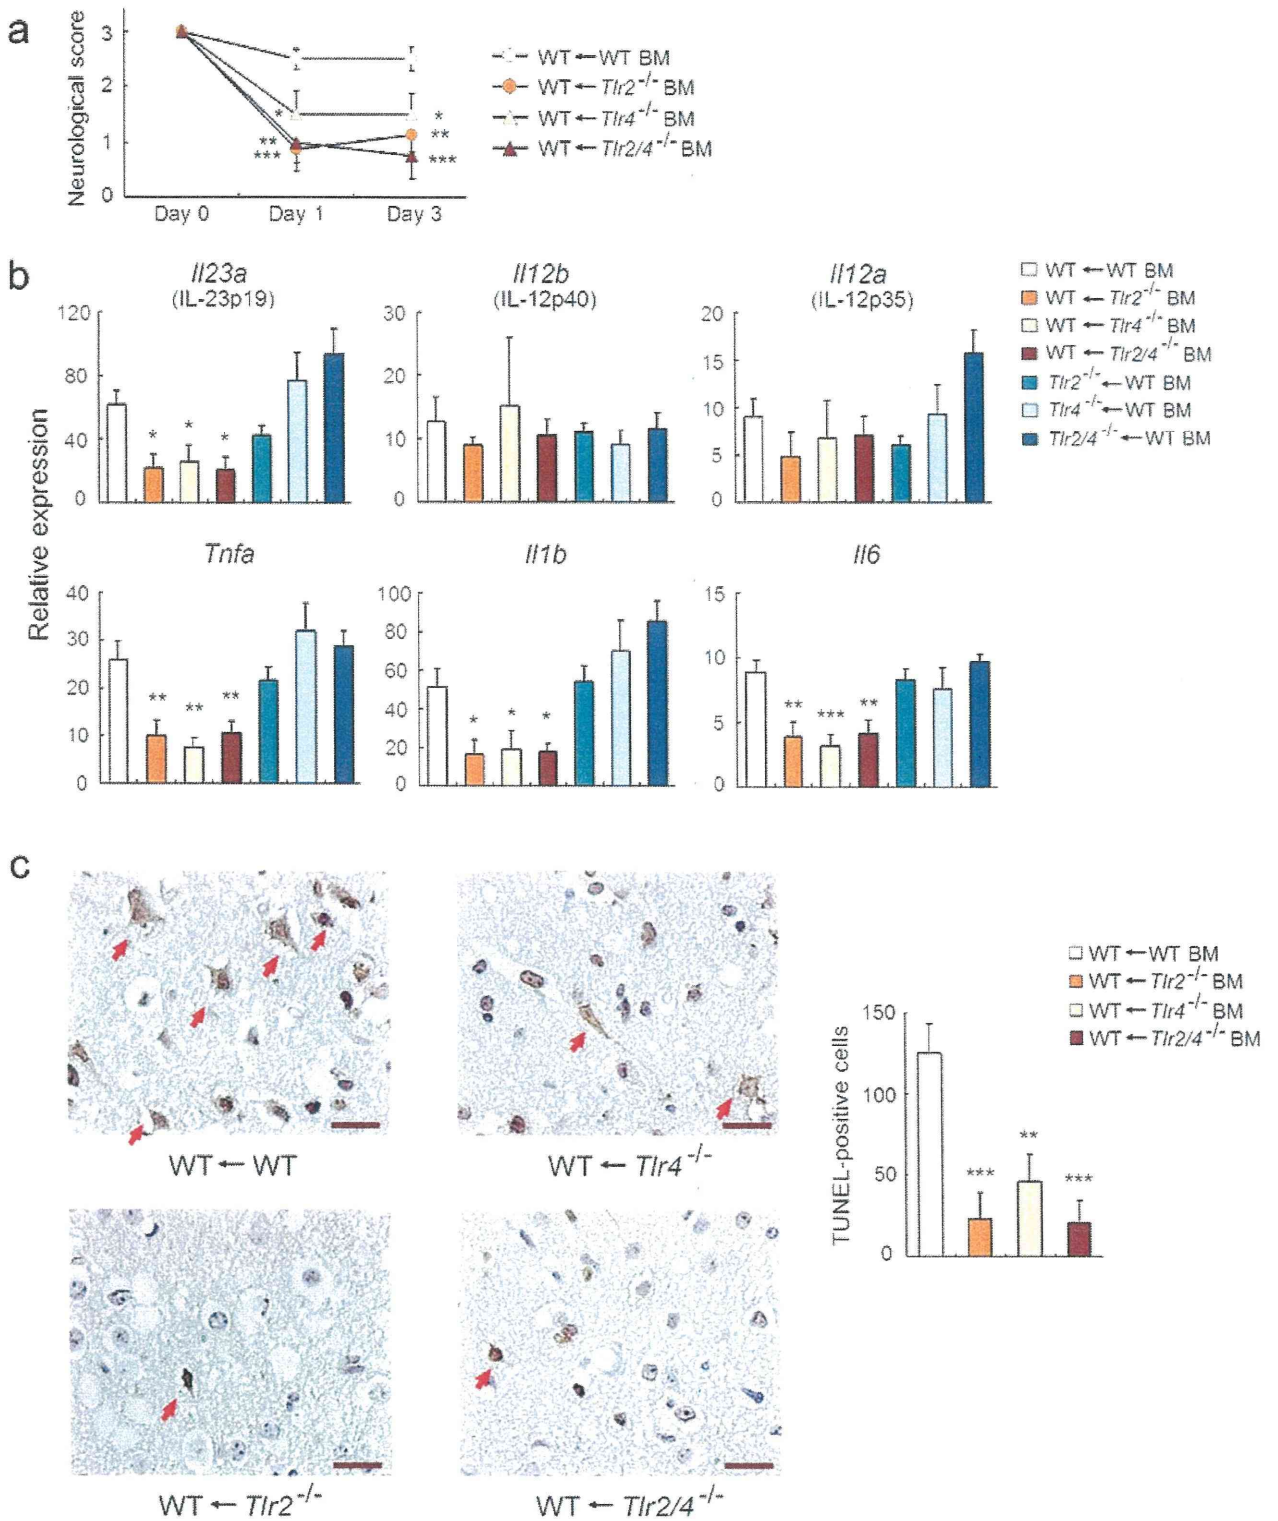 a
Neurological score
3
2
1
0
* *
** **
*** ***
Day 0 Day 1 Day 3
WT ← WT BM
WT ← Tlr2-/- BM
WT ← Tlr4-/- BM
WT ← Tlr2/4-/- BM
b
Relative expression
Il23a
(IL-23p19)
120
80
40
0
* * *
Il12b
(IL-12p40)
30
20
10
0
Il12a
(IL-12p35)
20
15
10
5
0
WT ← WT BM
WT ← Tlr2-/- BM
WT ← Tlr4-/- BM
WT ← Tlr2/4-/- BM
Tlr2-/- ← WT BM
Tlr4-/- ← WT BM
Tlr2/4-/- ← WT BM
Tnfa
40
30
20
10
0
** ** **
Il1b
100
80
60
40
20
0
* * *
Il6
15
10
5
0
** *** **
c
WT ← WT
WT ← Tlr4-/-
WT ← Tlr2-/-
WT ← Tlr2/4-/-
WT ← WT BM
WT ← Tlr2-/- BM
WT ← Tlr4-/- BM
WT ← Tlr2/4-/- BM
TUNEL-positive cells
150
100
50
0
*** ** ***